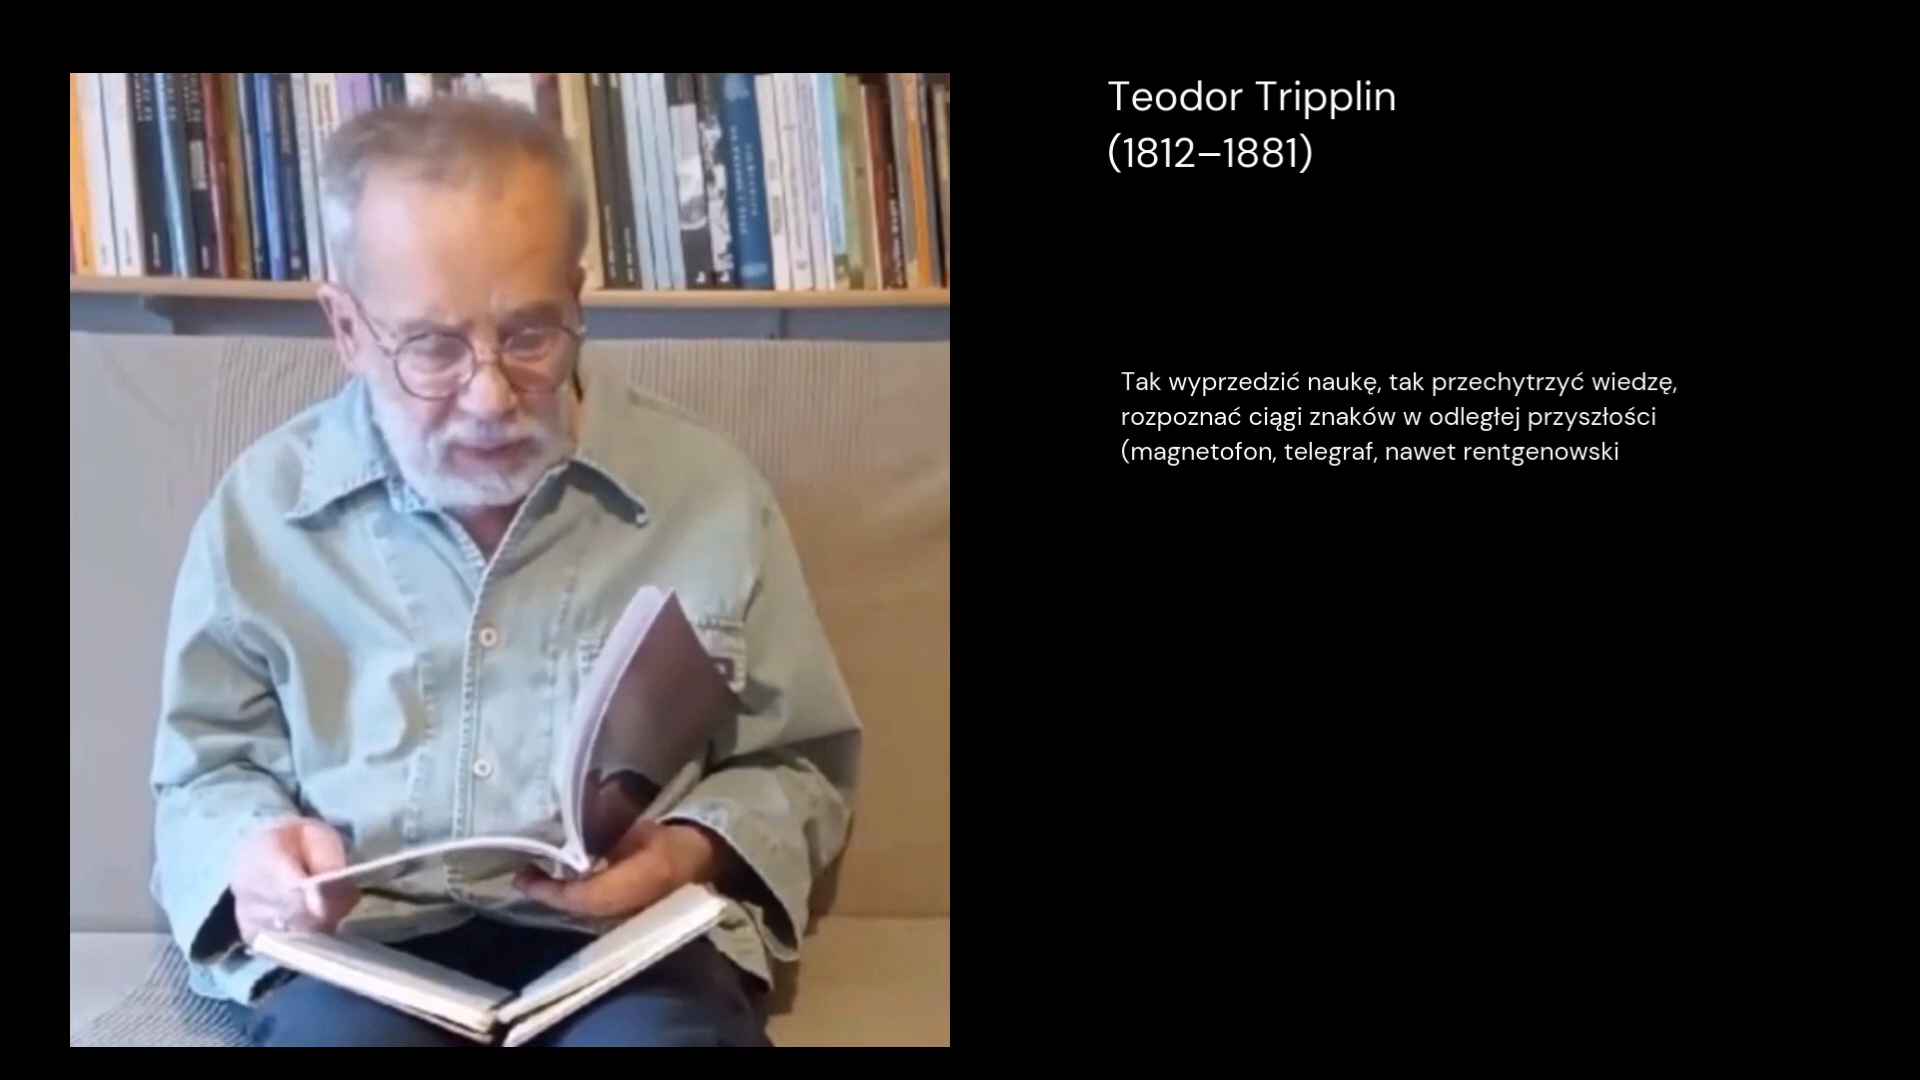 Teodor Tripplin
(1812–1881)
Tak wyprzedzić naukę, tak przechytrzyć wiedzę,
rozpoznać ciągi znaków w odległej przyszłości
(magnetofon, telegraf, nawet rentgenowski